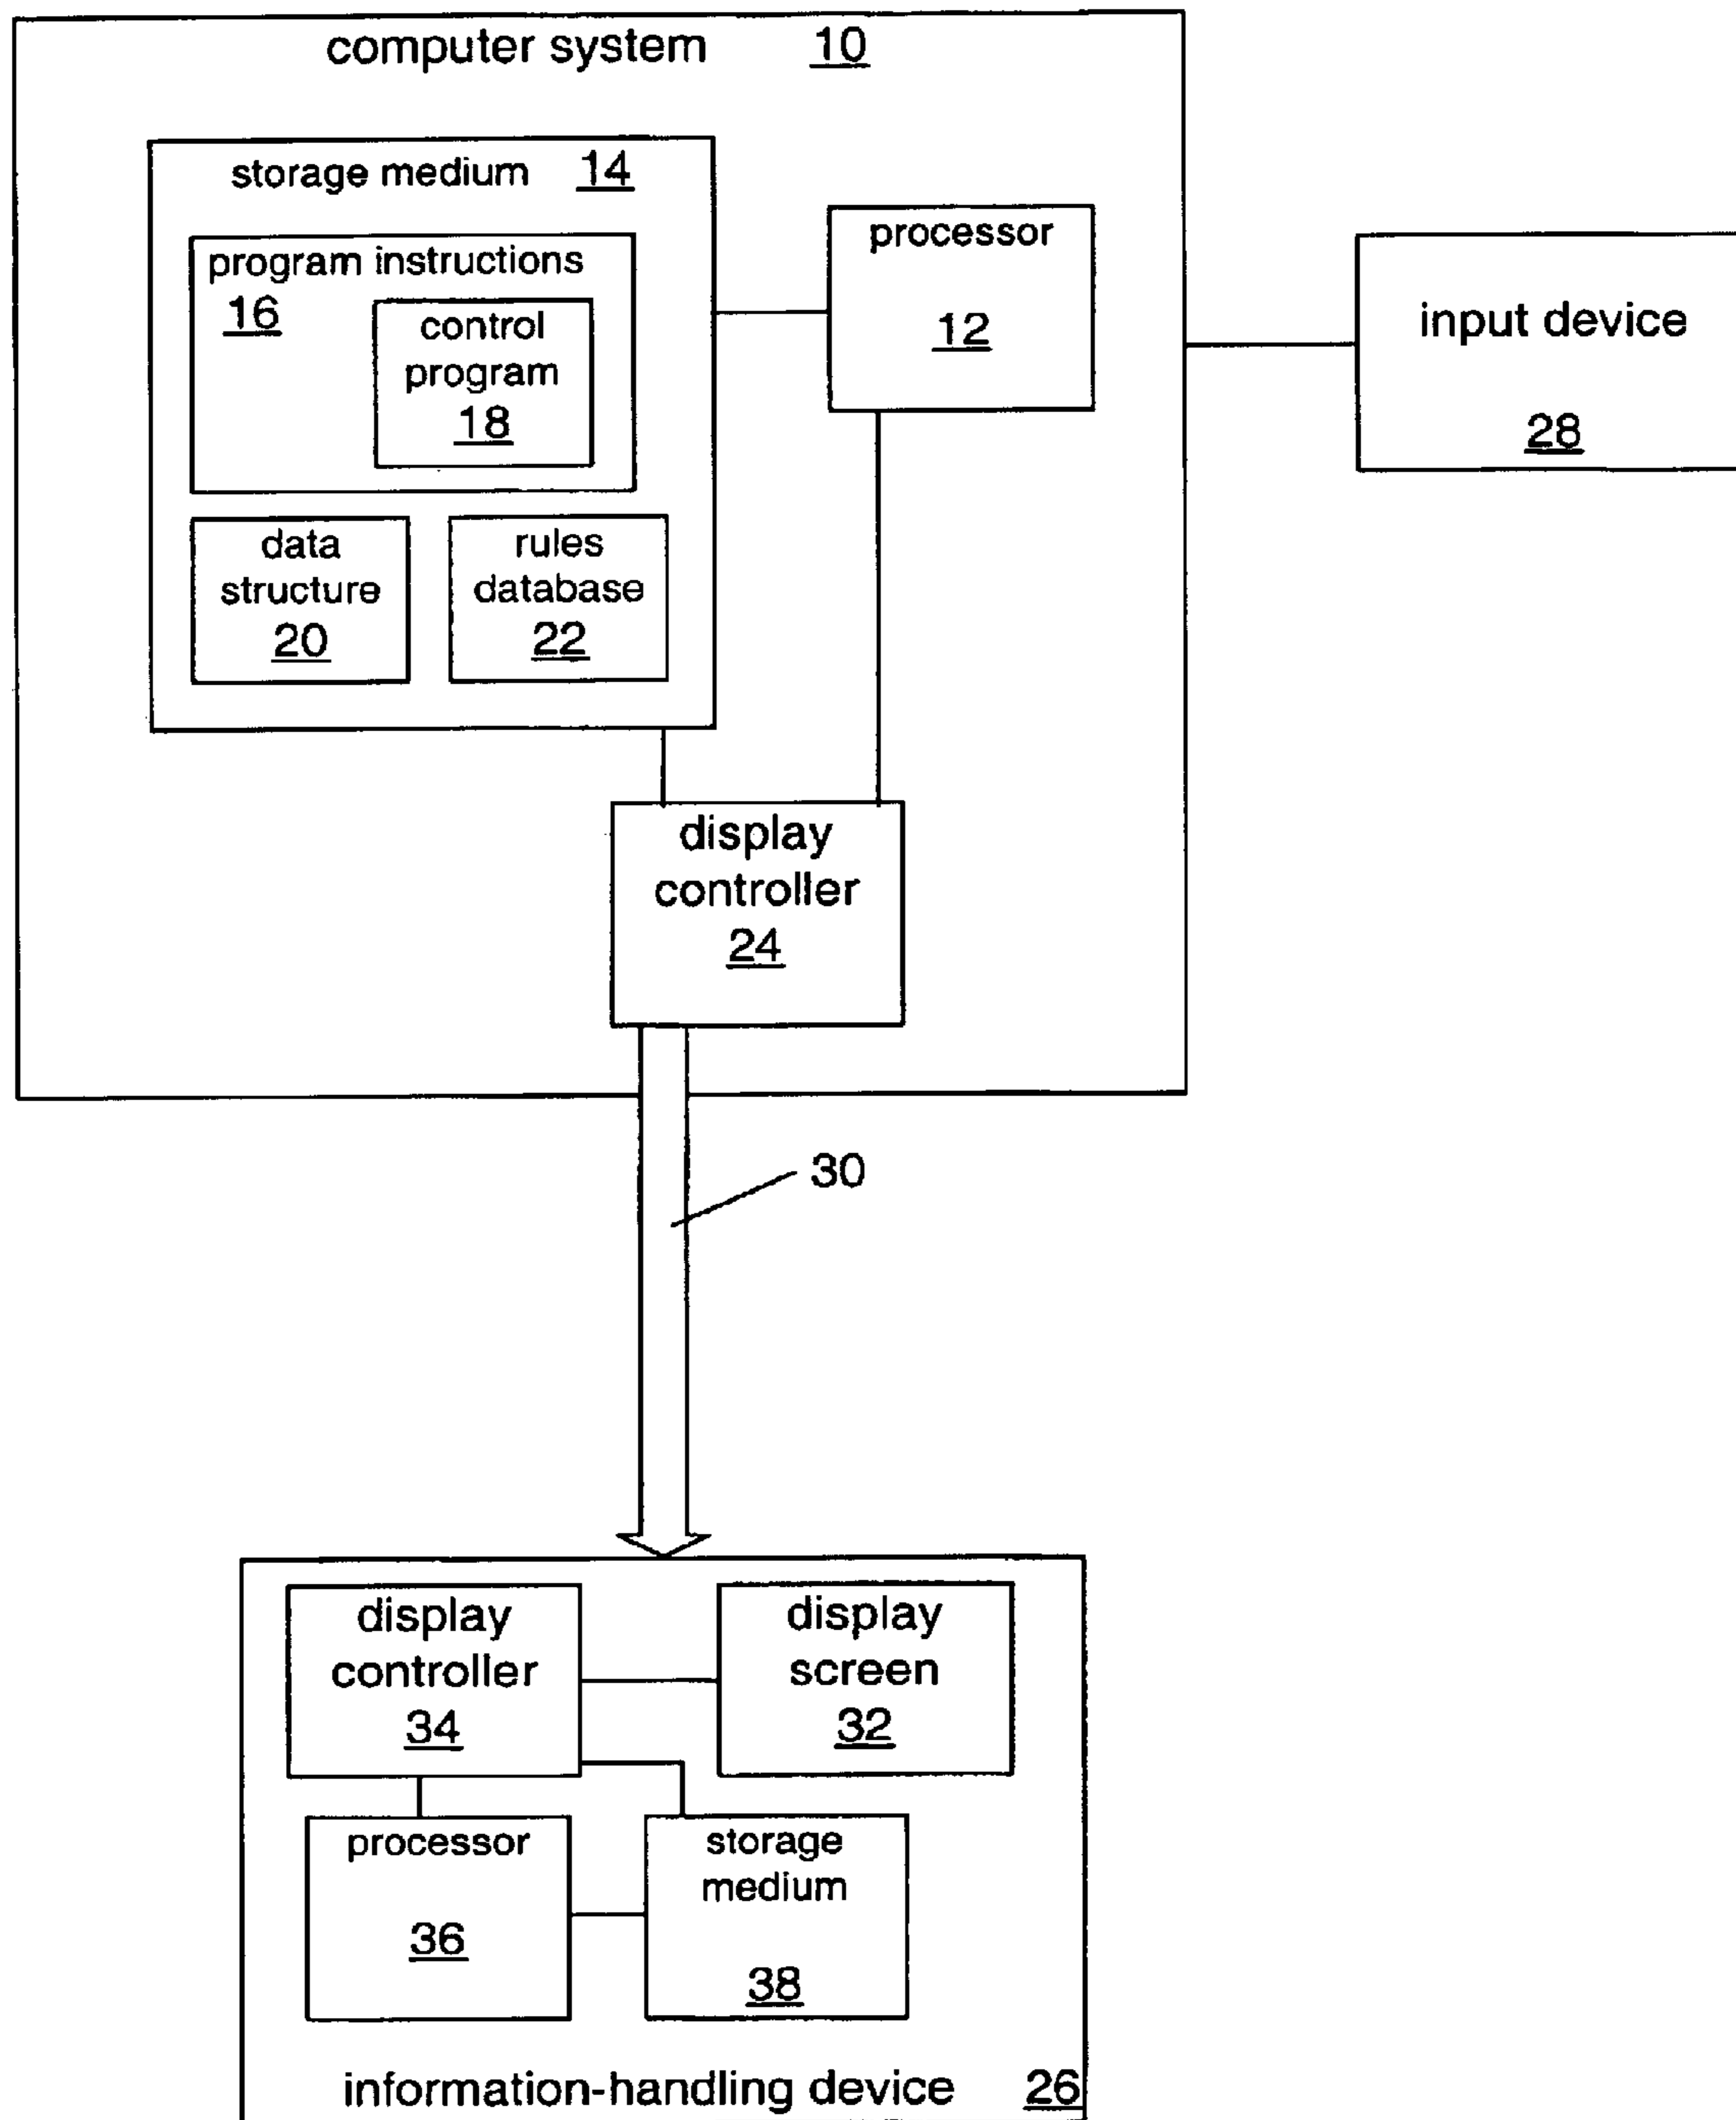 computer system 10
storage medium 14
program instructions
16
control
program
18
data
structure
20
rules
database
22
processor
12
input device
28
display
controller
24
30
display
controller
34
display
screen
32
processor
36
storage
medium
38
information-handling device 26